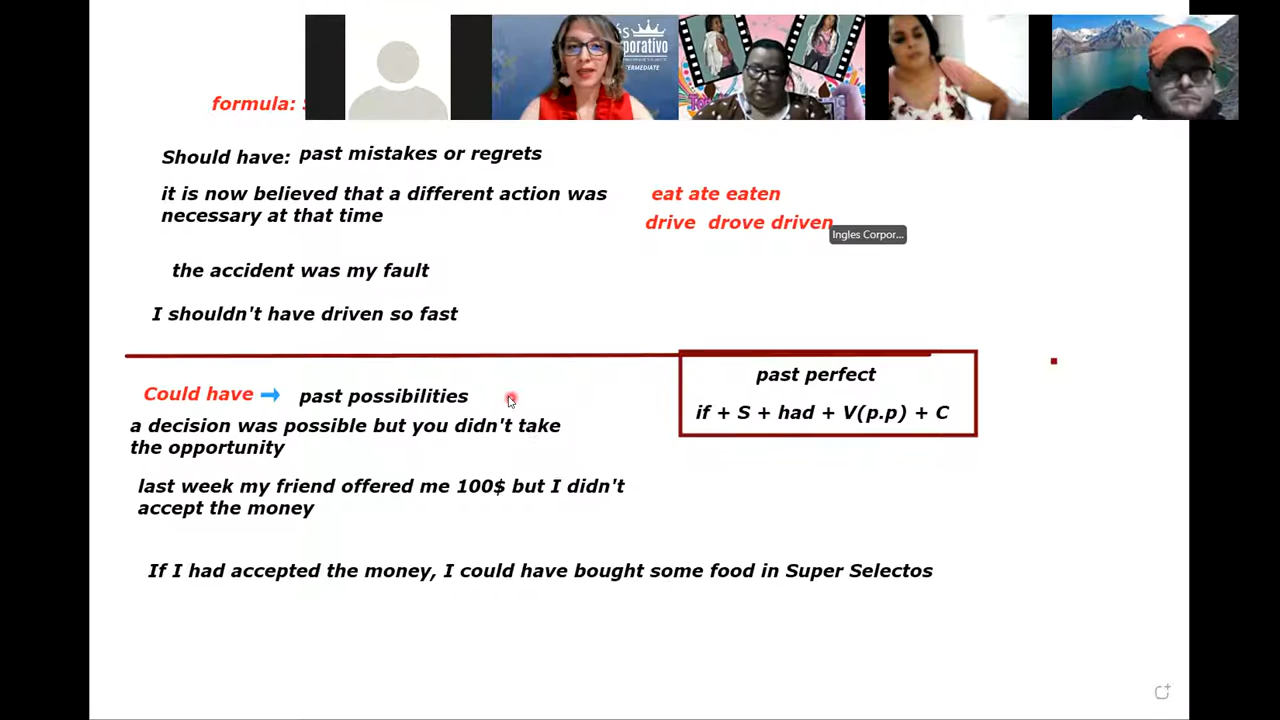 formula:
Should have: past mistakes or regrets
it is now believed that a different action was
necessary at that time
eat ate eaten
drive drove driven
Ingles Corpor...
the accident was my fault
I shouldn't have driven so fast
Could have → past possibilities
a decision was possible but you didn't take
the opportunity
past perfect
if + S + had + V(p.p) + C
last week my friend offered me 100$ but I didn't
accept the money
If I had accepted the money, I could have bought some food in Super Selectos